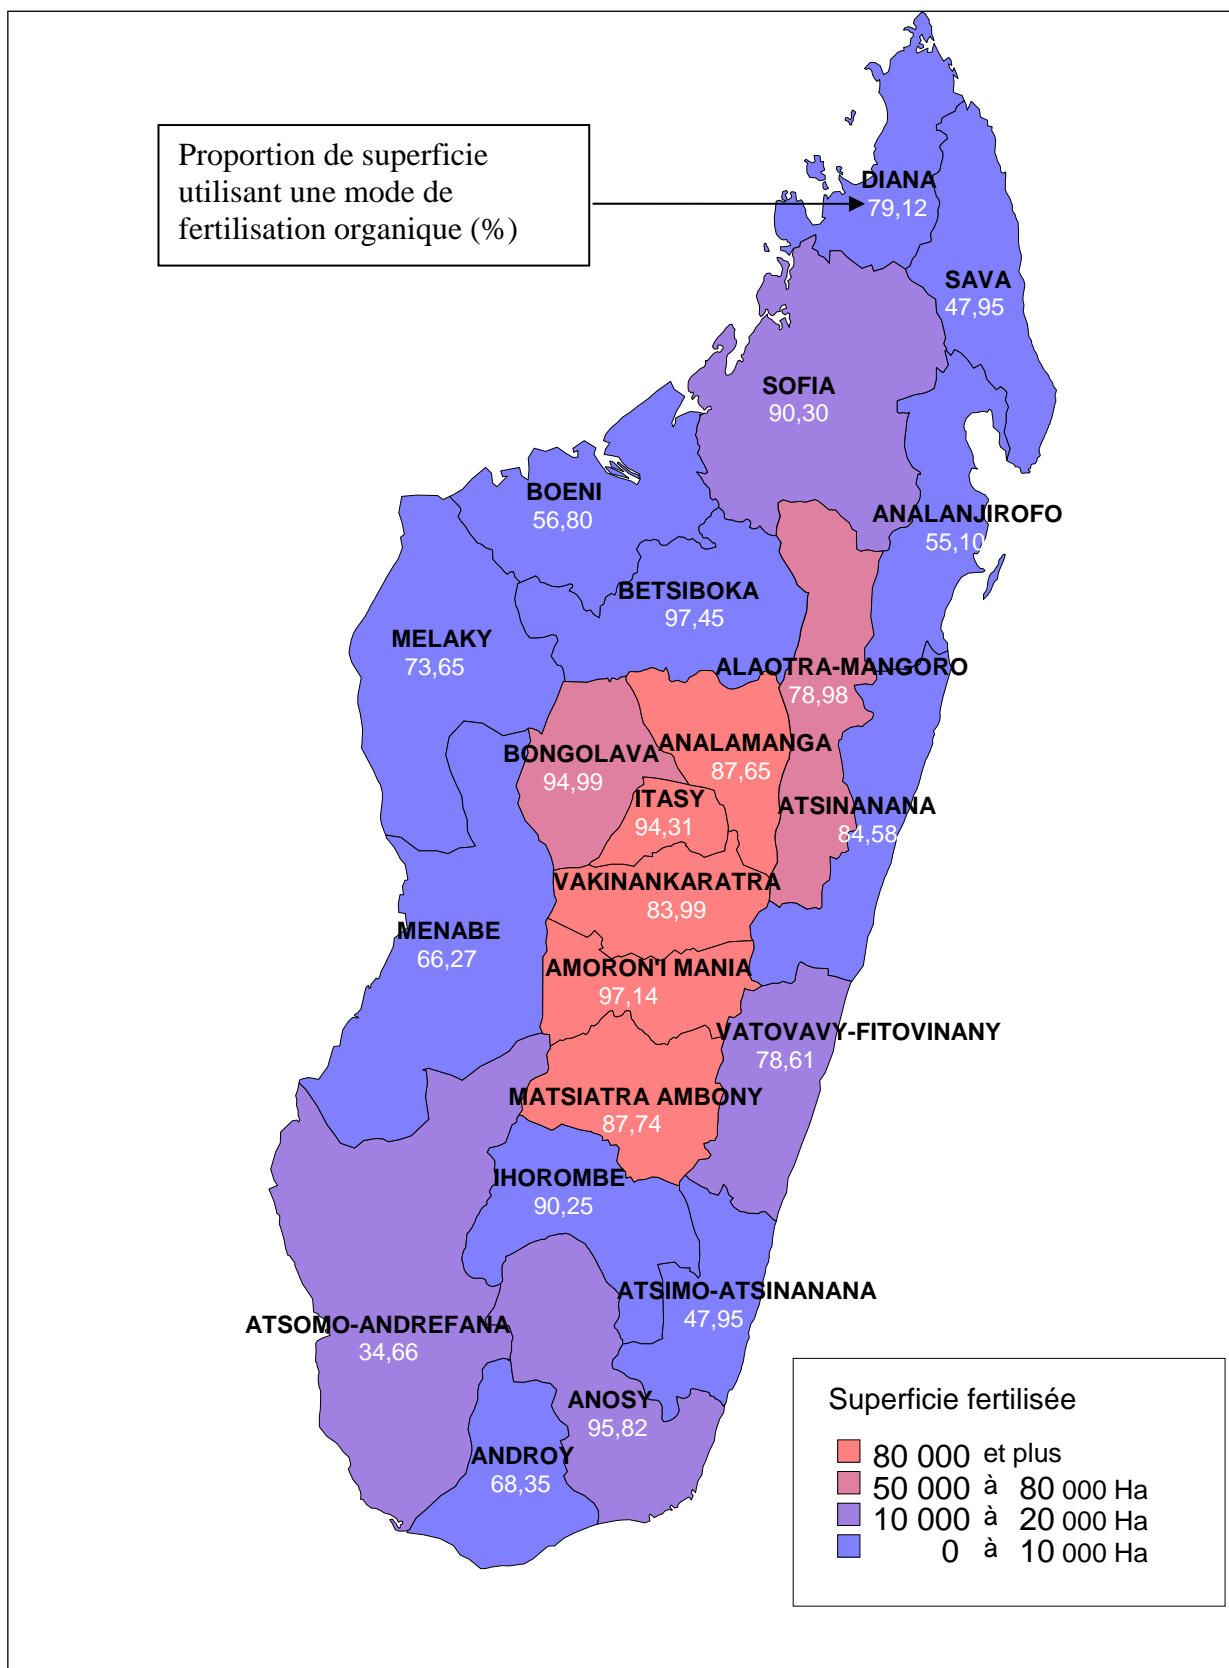 Proportion de superficie
utilisant une mode de
fertilisation organique (%)
DIANA
79,12
SAVA
47,95
SOFIA
90,30
BOENI
56,80
ANALANJIROFO
55,10
BETSIBOKA
97,45
MELAKY
73,65
ALAOTRA-MANGORO
78,98
ANALAMANGA
87,65
BONGOLAVA
94,99
ITASY
94,31
ATSINANANA
84,58
VAKINANKARATRA
83,99
MENABE
66,27
AMORON'I MANIA
97,14
VATOVAVY-FITOVINANY
78,61
MATSIATRA AMBONY
87,74
IHOROMBE
90,25
ATSIMO-ATSINANANA
47,95
ATSOMO-ANDREFANA
34,66
ANOSY
95,82
ANDROY
68,35
Superficie fertilisée
80 000 et plus
50 000 à 80 000 Ha
10 000 à 20 000 Ha
0 à 10 000 Ha